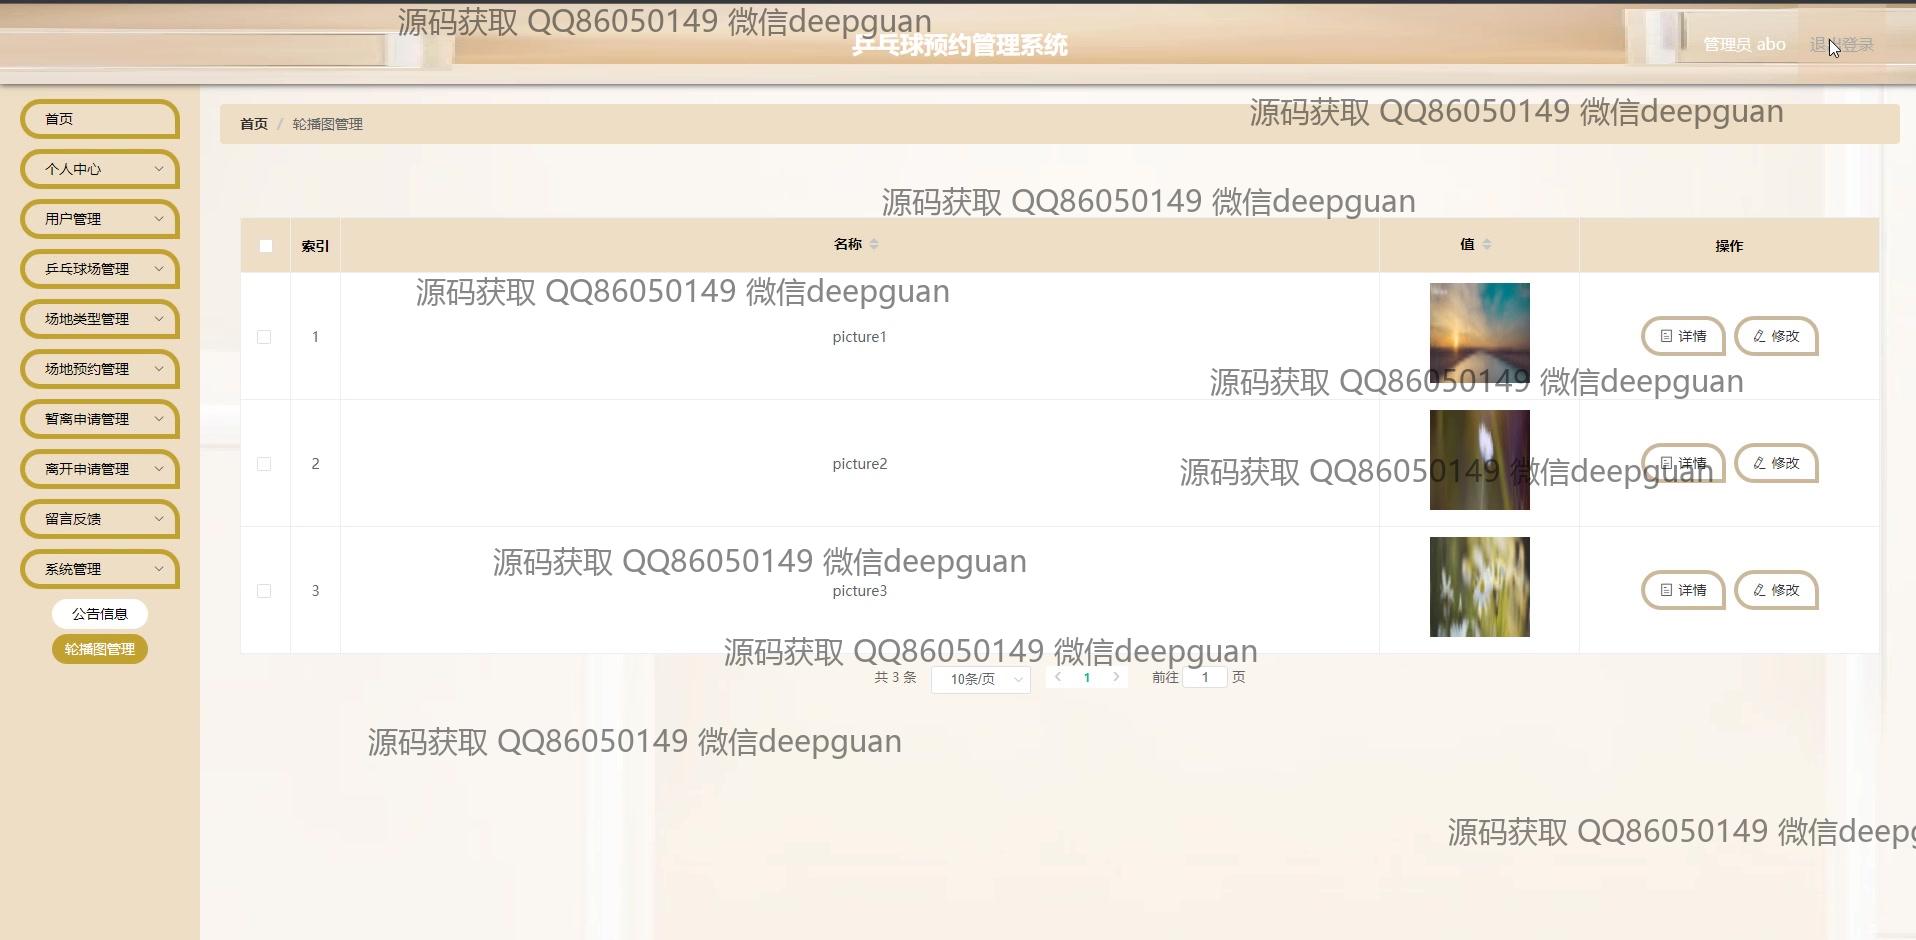 源码获取 QQ86050149 微信deepguan
乒乓球预约管理系统
管理员 abo
退出登录
首页
个人中心
用户管理
乒乓球场管理
场地类型管理
场地预约管理
暂离申请管理
离开申请管理
留言反馈
系统管理
公告信息
轮播图管理
首页 / 轮播图管理
源码获取 QQ86050149 微信deepguan
源码获取 QQ86050149 微信deepguan
索引 名称 值 操作
源码获取 QQ86050149 微信deepguan
1 picture1 详情 修改
源码获取 QQ86050149 微信deepguan
2 picture2 详情 修改
源码获取 QQ86050149 微信deepguan
源码获取 QQ86050149 微信deepguan
3 picture3 详情 修改
源码获取 QQ86050149 微信deepguan
共 3 条 10条/页 1 前往 1 页
源码获取 QQ86050149 微信deepguan
源码获取 QQ86050149 微信deepg